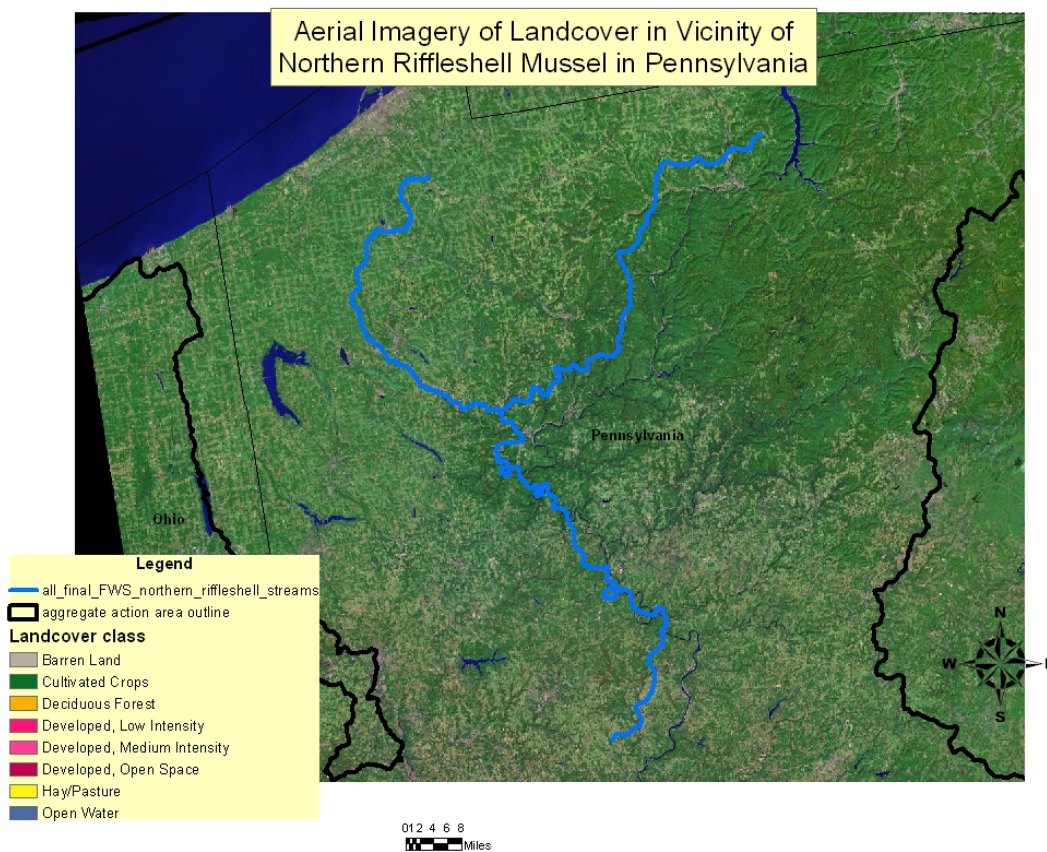 Aerial Imagery of Landcover in Vicinity of
Northern Riffleshell Mussel in Pennsylvania
Pennsylvania
Ohio
Legend
all_final_FWS_northern_riffleshell_streams
aggregate action area outline
Landcover class
Barren Land
Cultivated Crops
Deciduous Forest
Developed, Low Intensity
Developed, Medium Intensity
Developed, Open Space
Hay/Pasture
Open Water
N
W
S
0 1 2 4 6 8
Miles